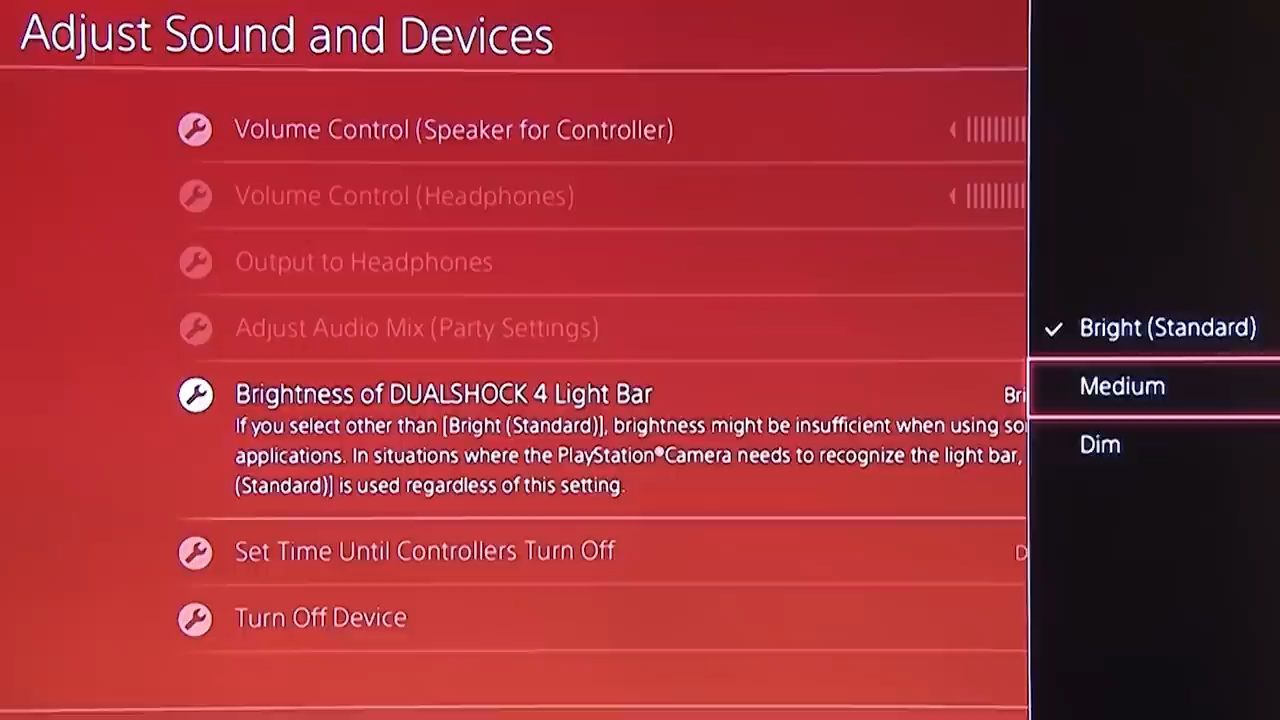 Adjust Sound and Devices
Volume Control (Speaker for Controller)
Volume Control (Headphones)
Output to Headphones
Adjust Audio Mix (Party Settings)
Bright (Standard)
Brightness of DUALSHOCK 4 Light Bar
Medium
If you select other than [Bright (Standard)], brightness might be insufficient when using
applications. In situations where the PlayStation®Camera needs to recognize the light bar,
(Standard)] is used regardless of this setting.
Dim
Set Time Until Controllers Turn Off
Turn Off Device